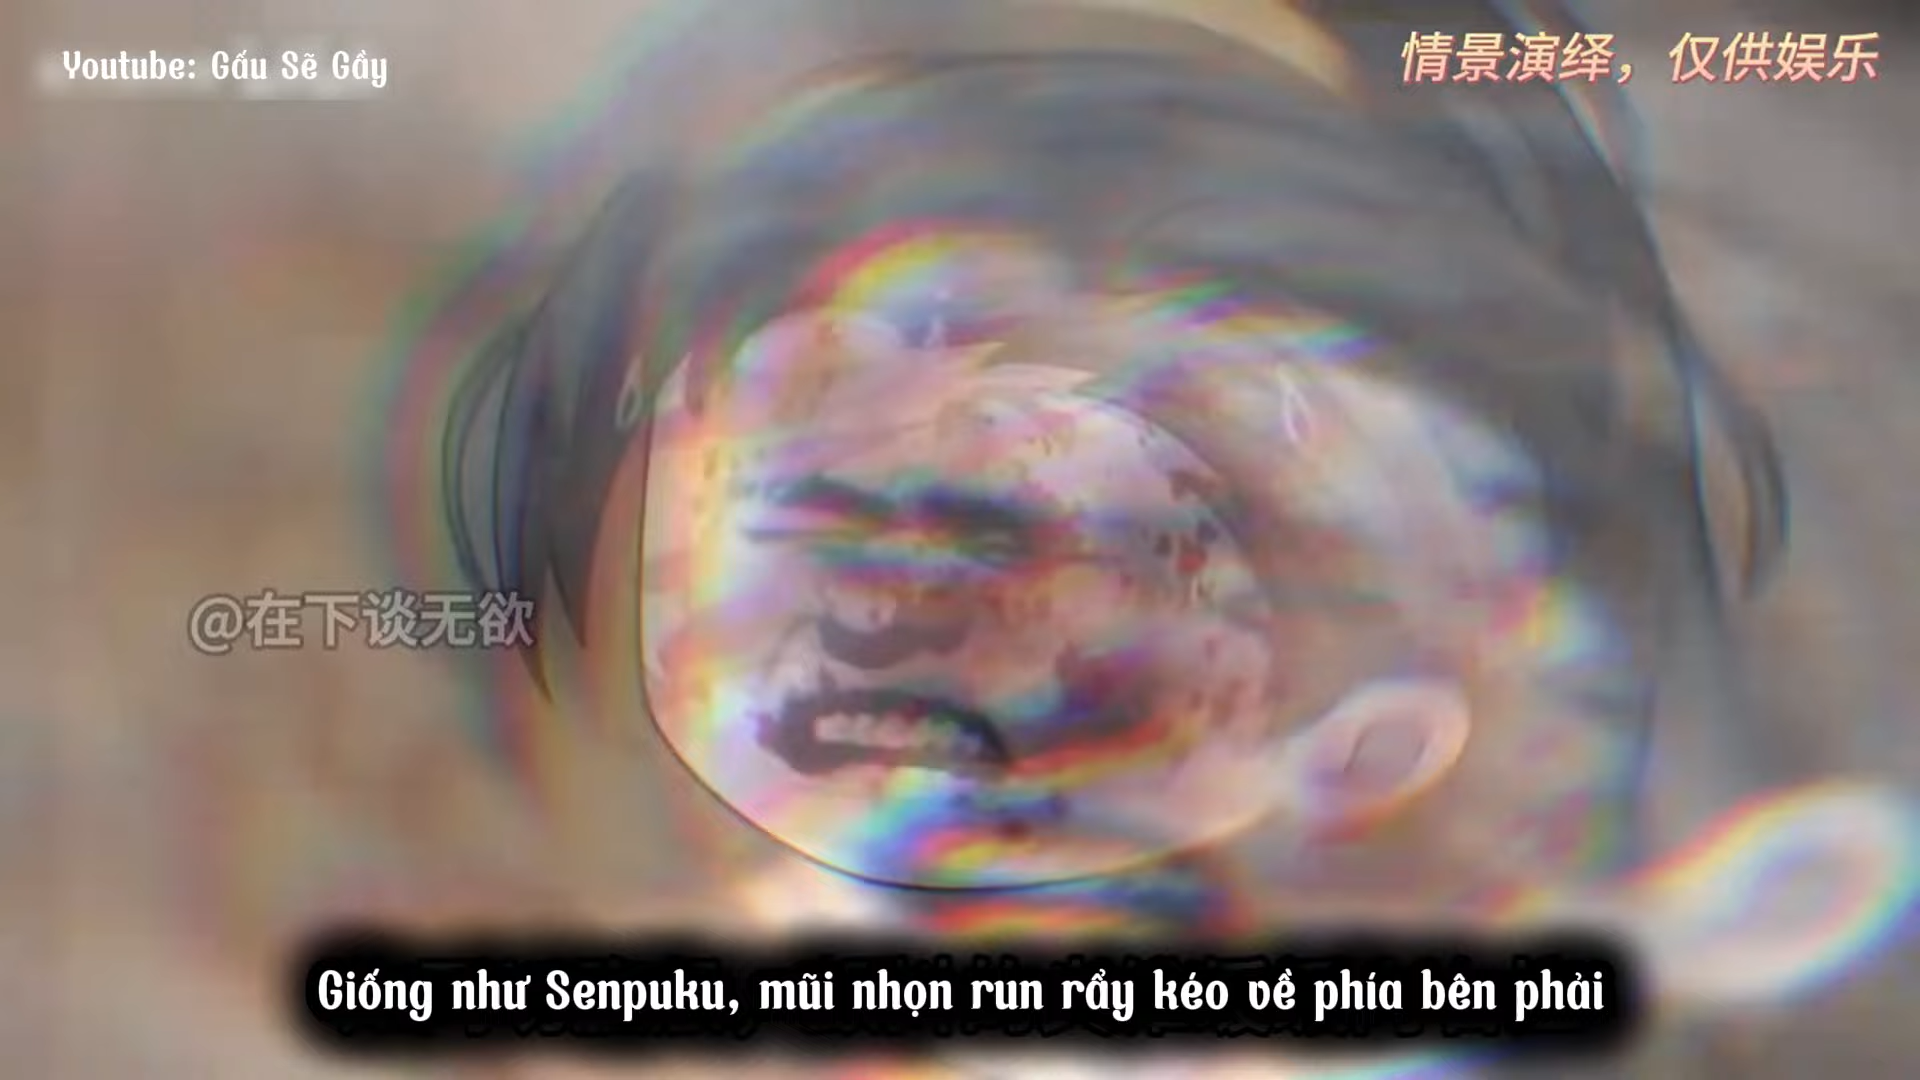 Youtube: Gấu Sẽ Gầy
情景演绎，仅供娱乐
@在下谈无欲
Giống như Senpuku, mũi nhọn run rẩy kéo về phía bên phải